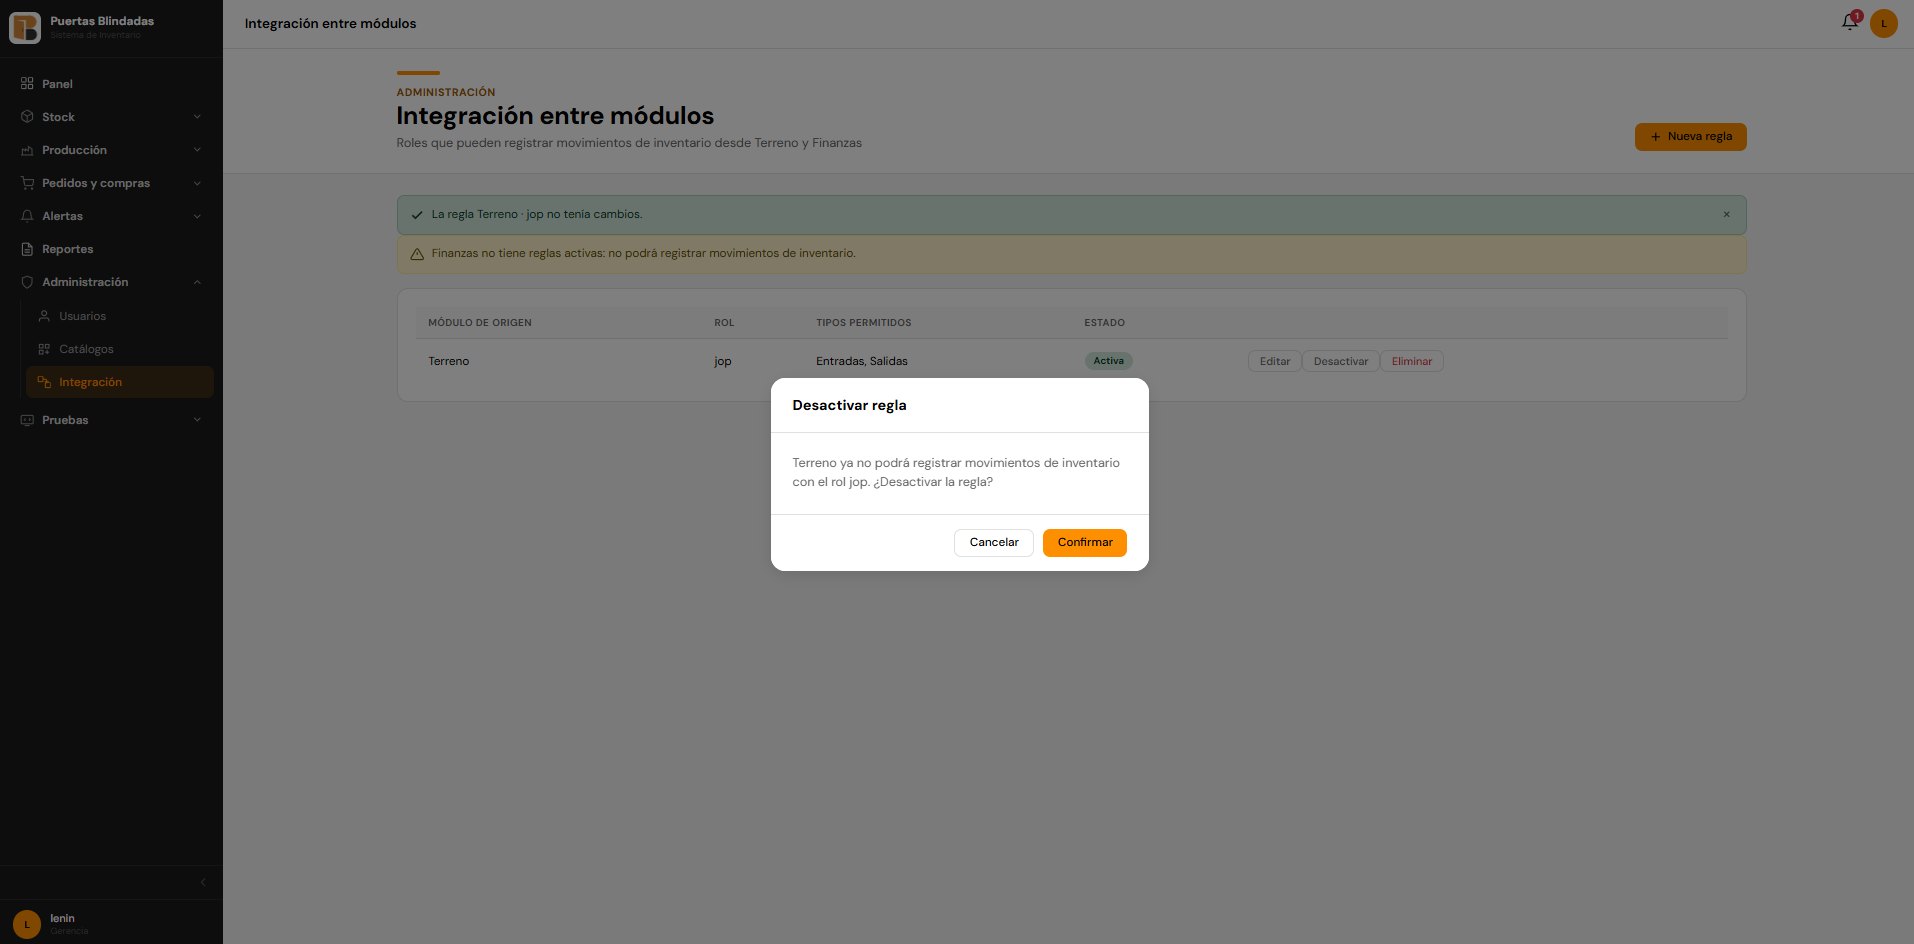 Puertas Blindadas
Sistema de Inventario
Panel
Stock
Producción
Pedidos y compras
Alertas
Reportes
Administración
Usuarios
Catálogos
Integración
Pruebas
L
lenin
Gerencia
Integración entre módulos
1
L
ADMINISTRACIÓN
Integración entre módulos
Roles que pueden registrar movimientos de inventario desde Terreno y Finanzas
+ Nueva regla
La regla Terreno · jop no tenía cambios.
×
Finanzas no tiene reglas activas: no podrá registrar movimientos de inventario.
MÓDULO DE ORIGEN ROL TIPOS PERMITIDOS ESTADO
Terreno jop Entradas, Salidas Activa Editar Desactivar Eliminar
Desactivar regla
Terreno ya no podrá registrar movimientos de inventario
con el rol jop. ¿Desactivar la regla?
Cancelar Confirmar